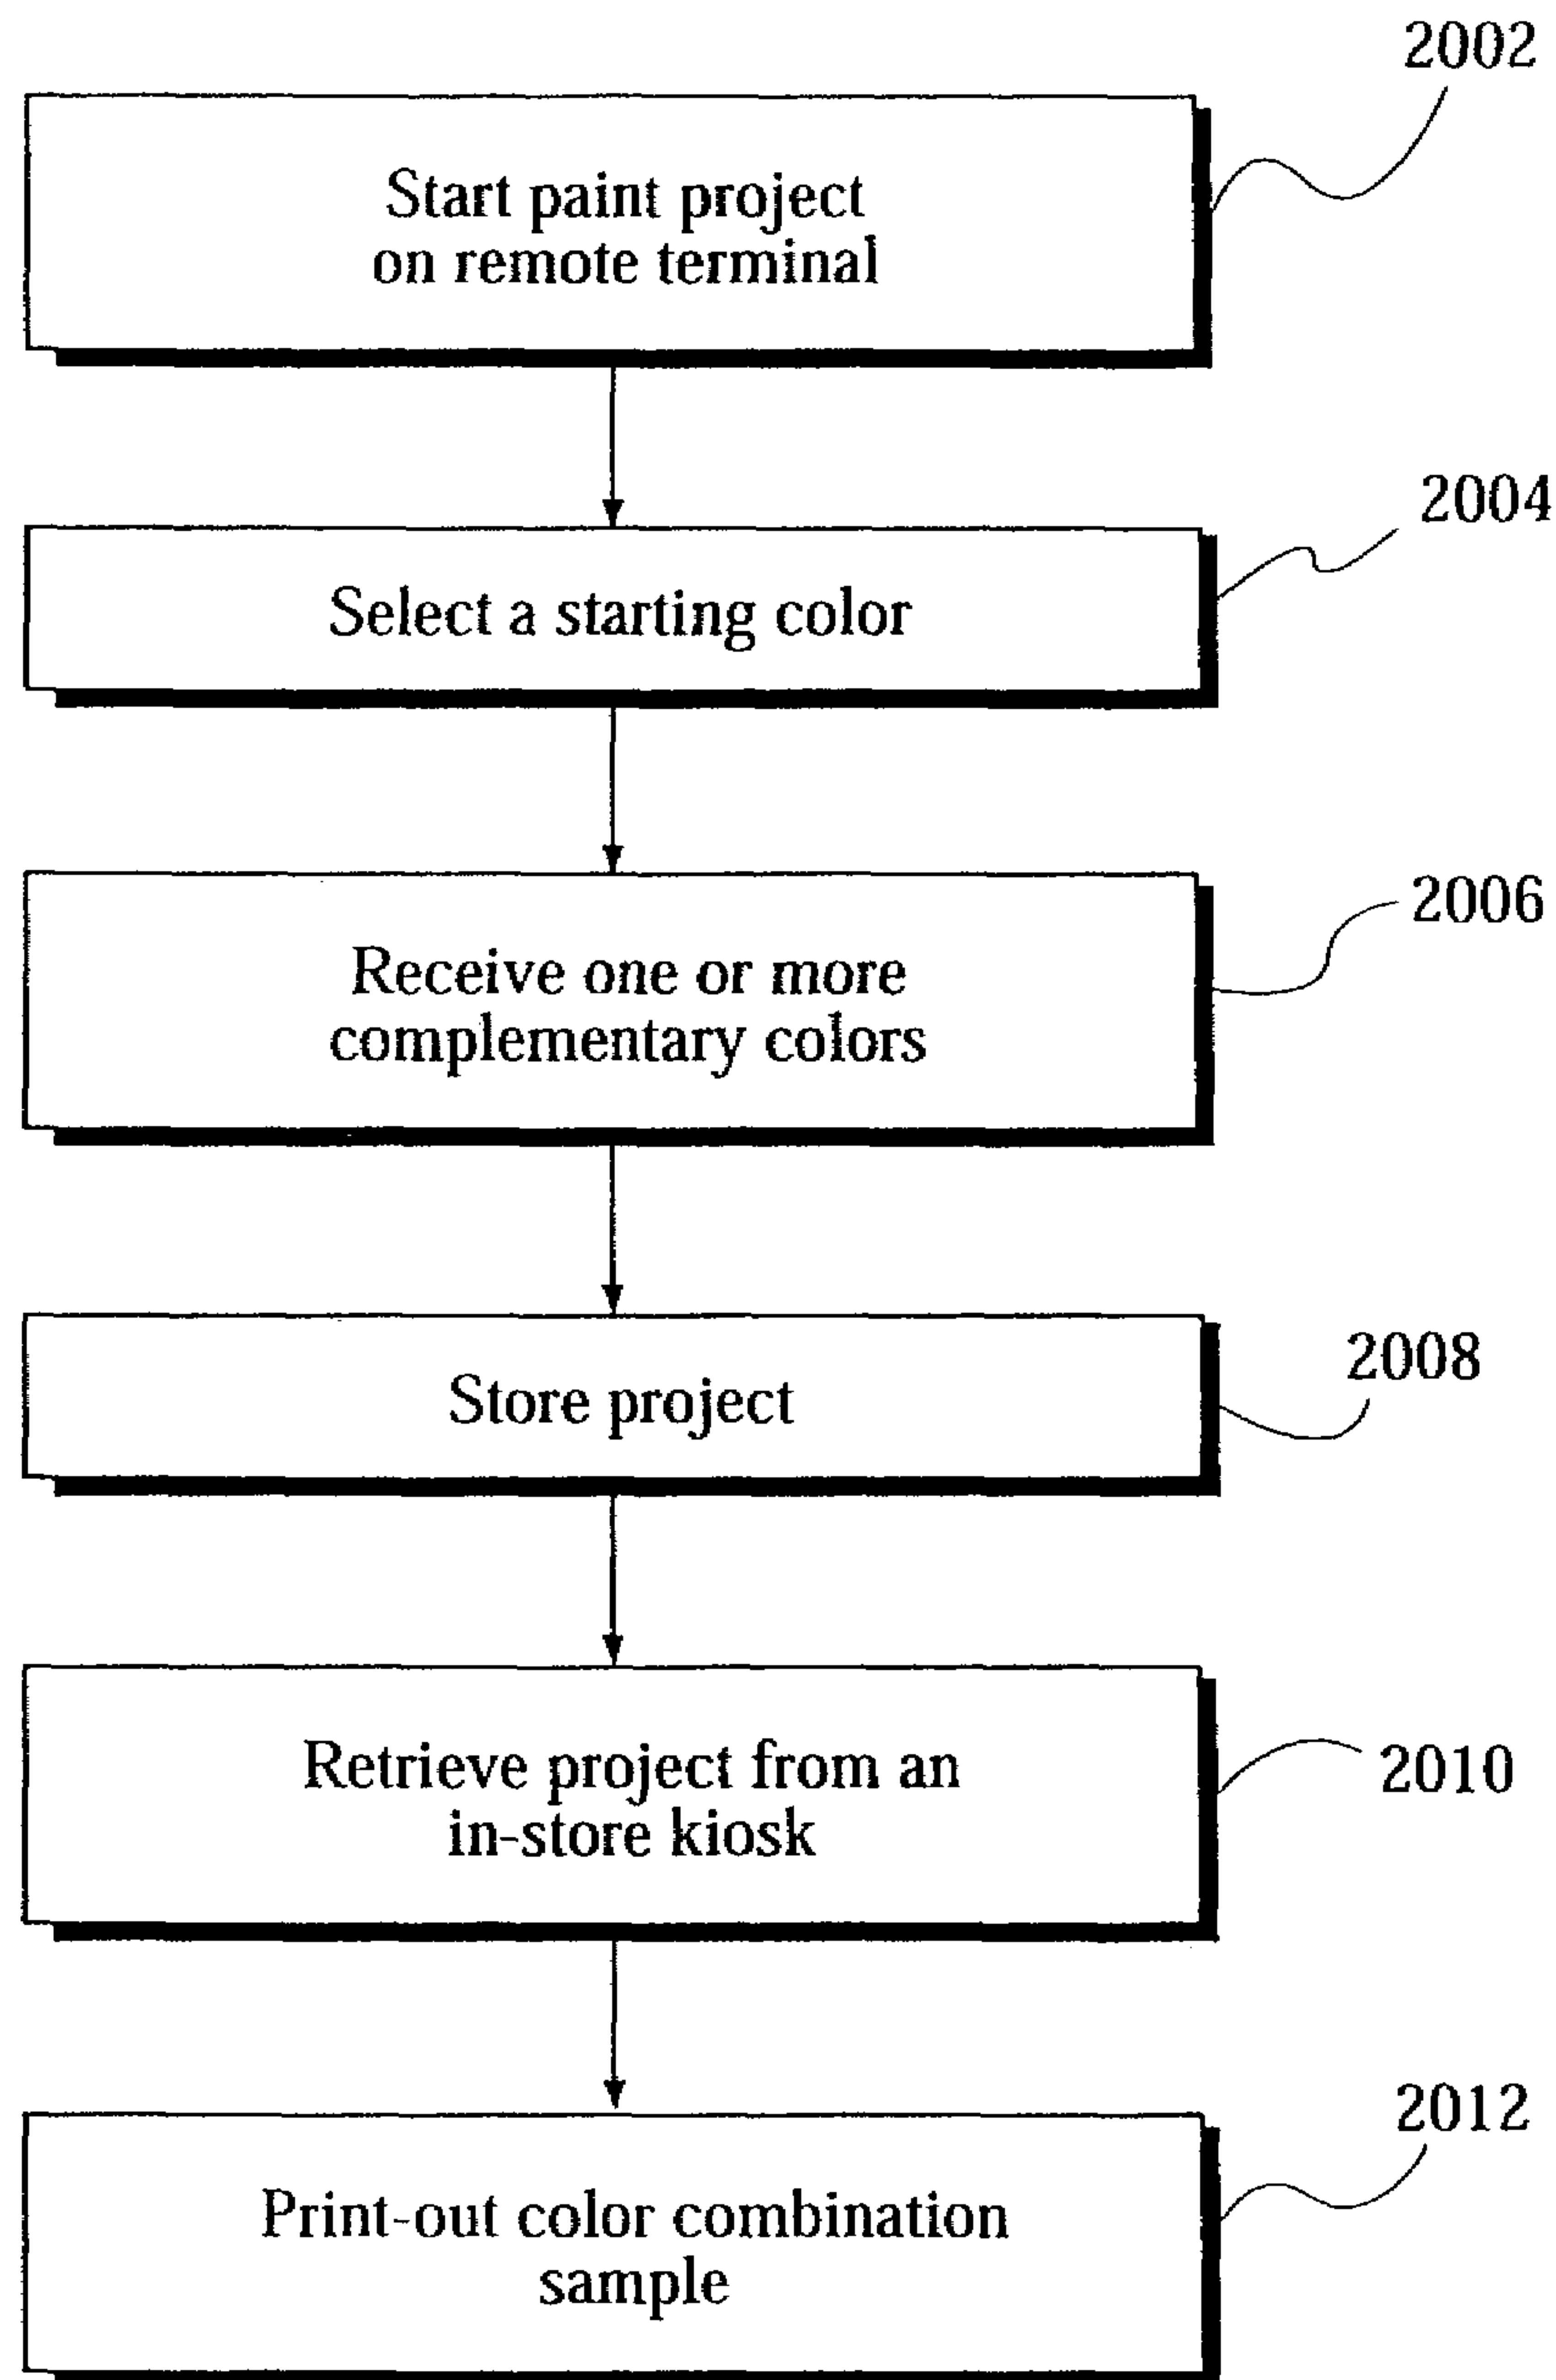 2002
Start paint project
on remote terminal
2004
Select a starting color
2006
Receive one or more
complementary colors
2008
Store project
2010
Retrieve project from an
in-store kiosk
2012
Print-out color combination
sample